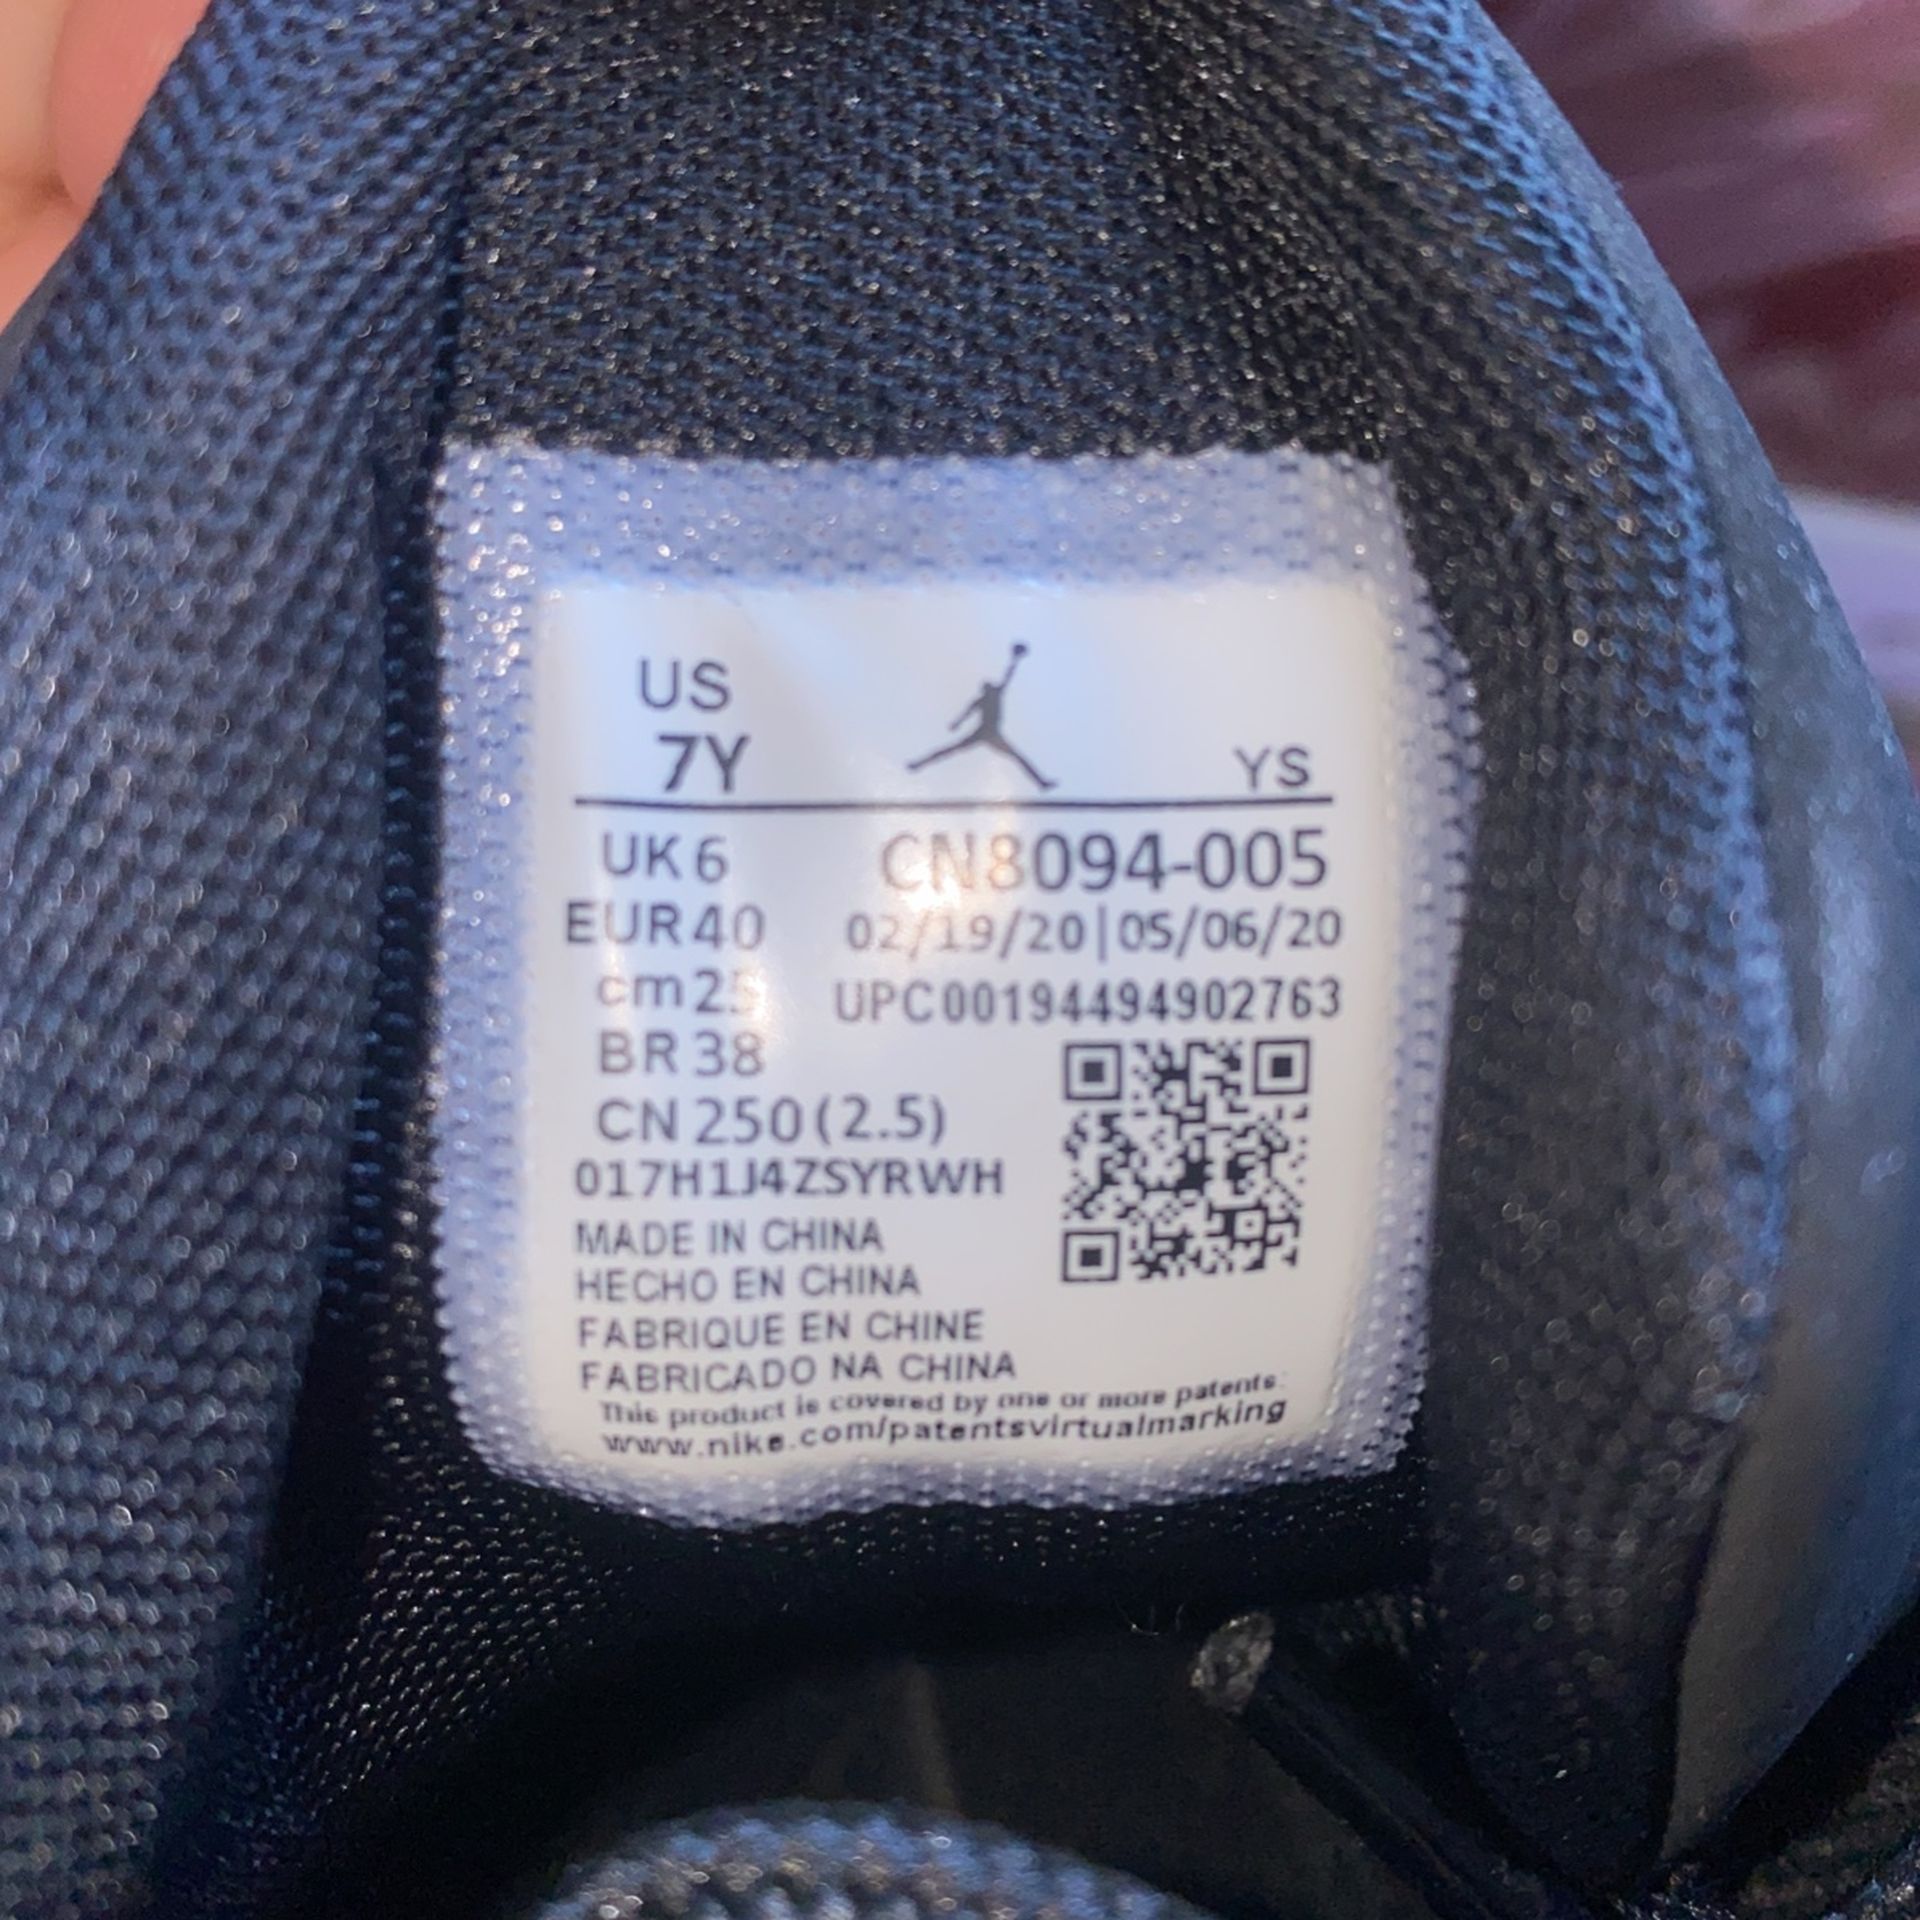 US
7Y YS
UK 6 CN8094-005
EUR 40 02/19/20|05/06/20
cm 25 UPC00194494902763
BR 38
CN 250 (2.5)
017H1J4ZSYRWH
MADE IN CHINA
HECHO EN CHINA
FABRIQUE EN CHINE
FABRICADO NA CHINA
This product is covered by one or more patents:
www.nike.com/patentsvirtualmarking